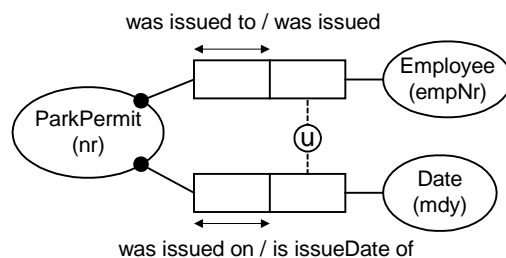 was issued to / was issued
Employee
(empNr)
ParkPermit
(nr)
u
Date
(mdy)
was issued on / is issueDate of